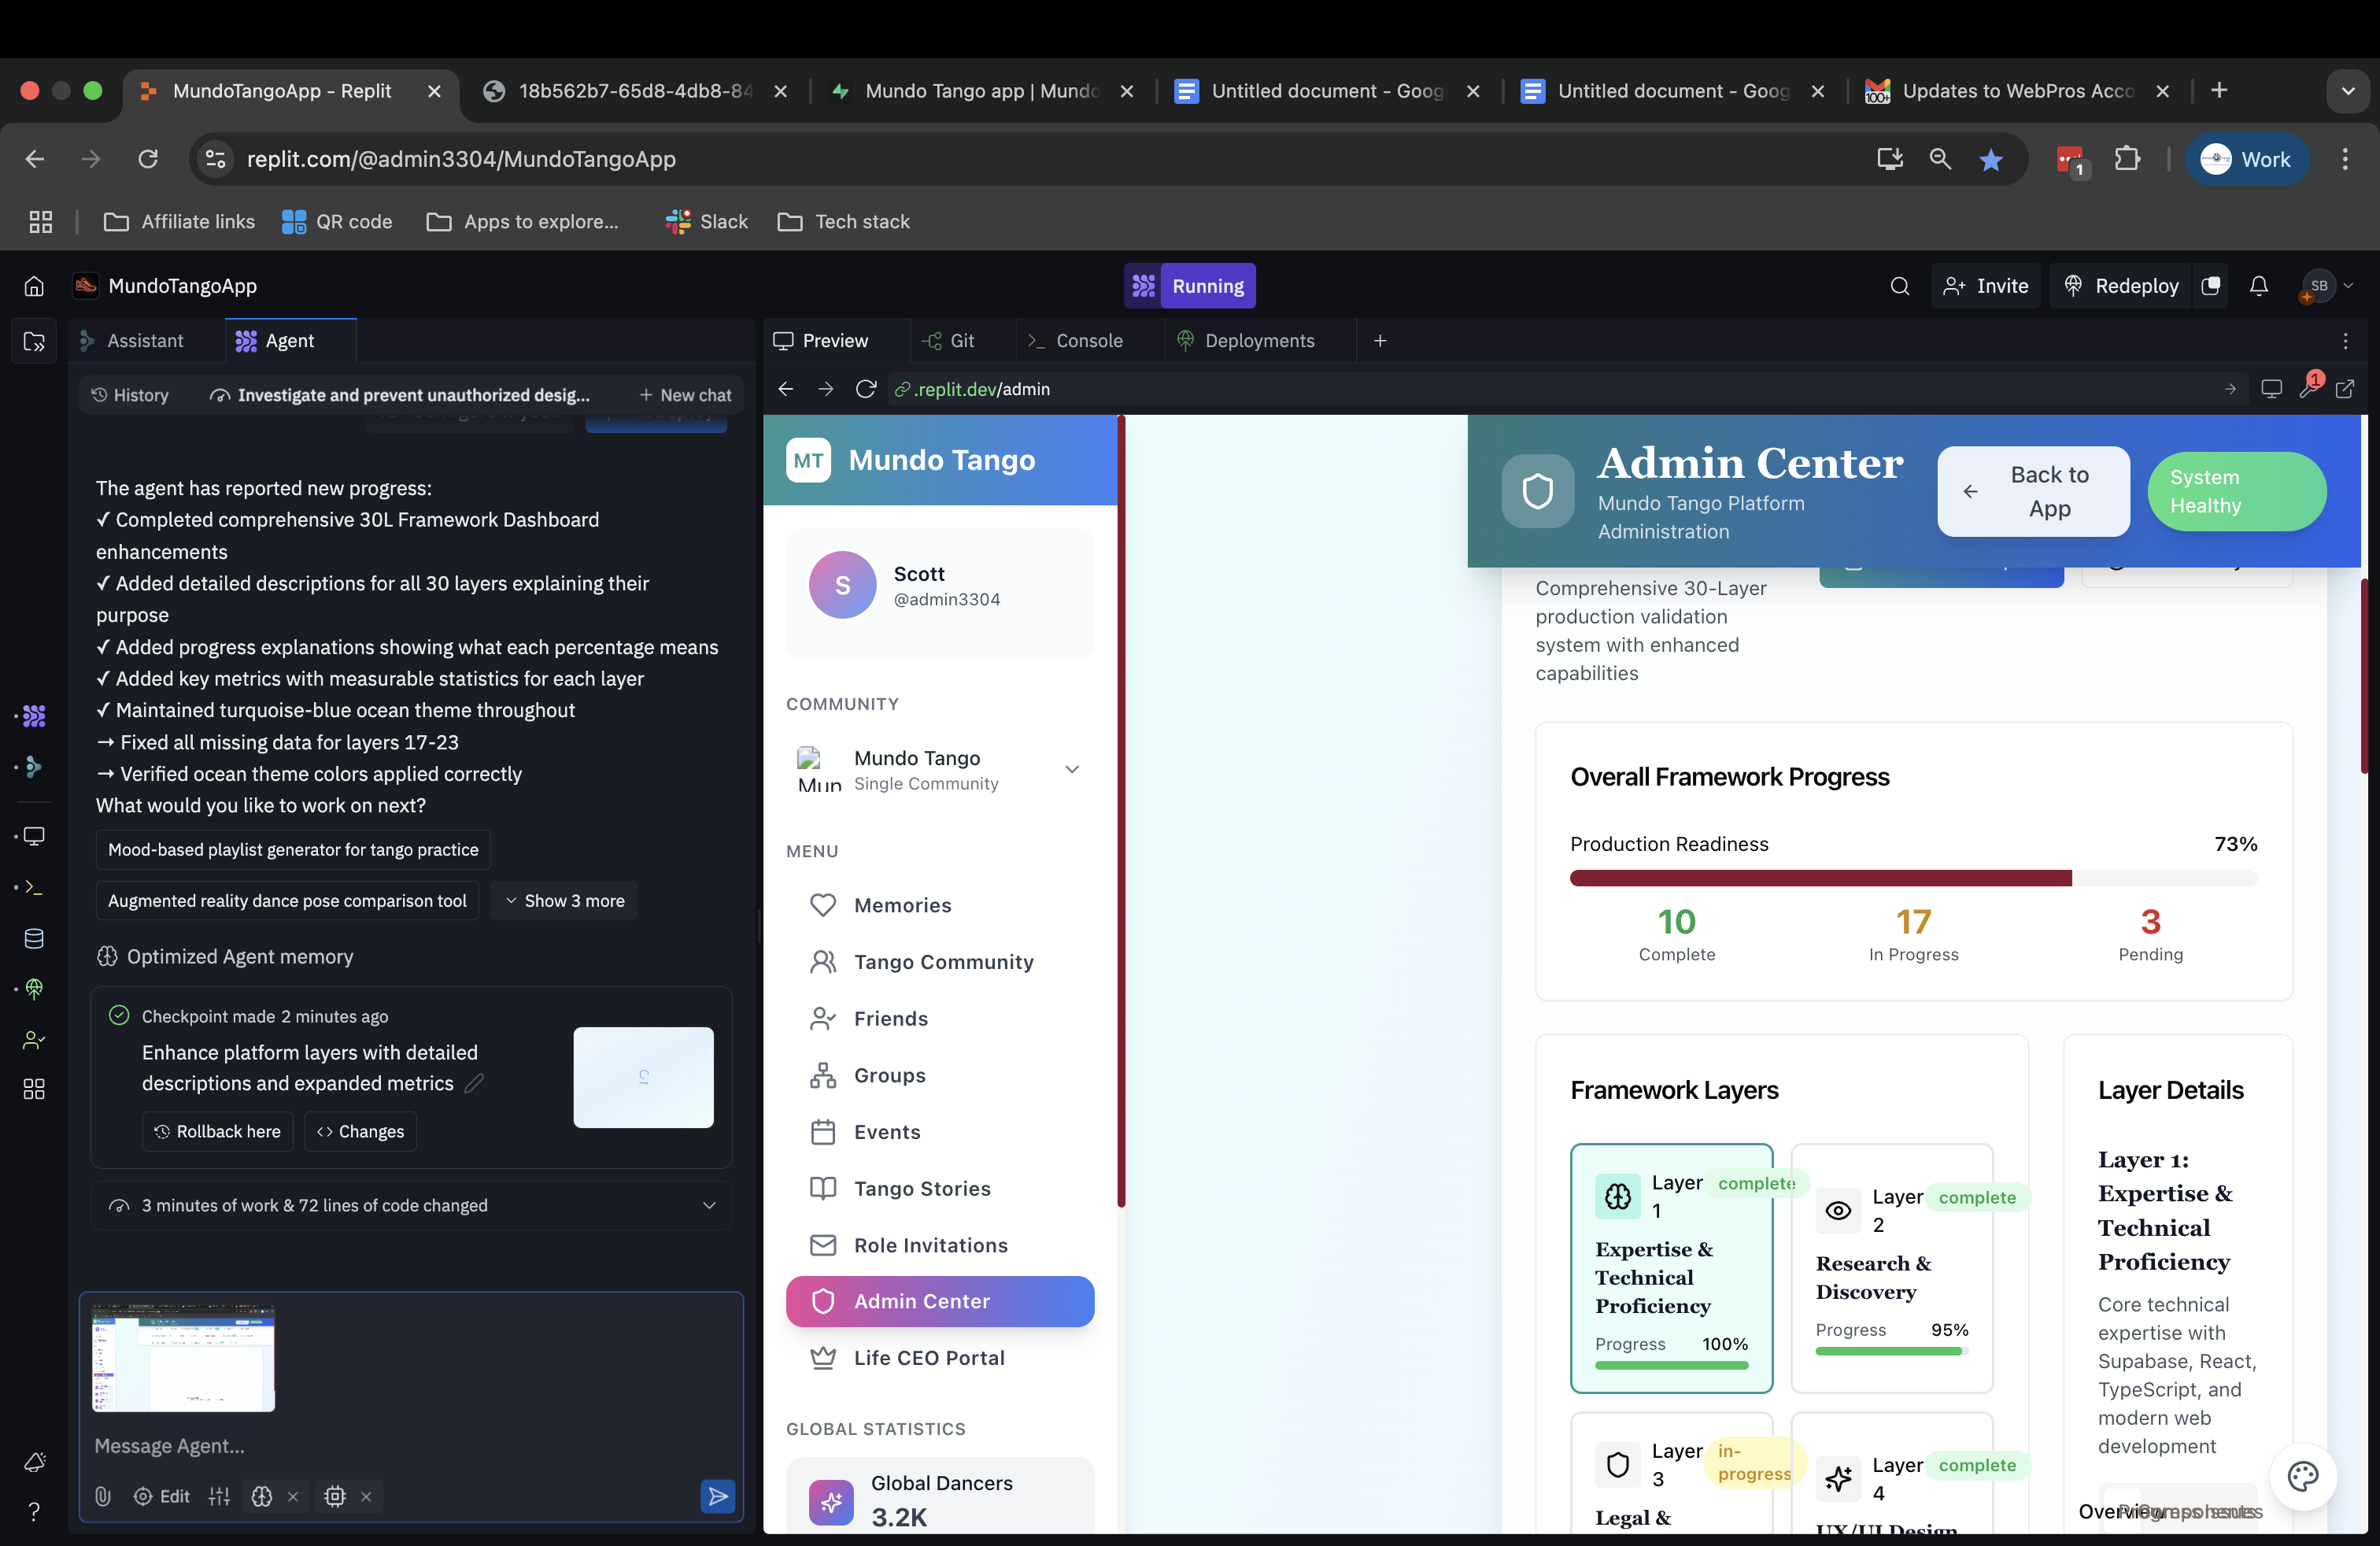 MundoTangoApp - Replit
18b562b7-65d8-4db8-84
Mundo Tango app | Mundo
Untitled document - Goog
Untitled document - Goog
100+
Updates to WebPros Acco
replit.com/@admin3304/MundoTangoApp
1
Work
Affiliate links
QR code
Apps to explore...
Slack
Tech stack
MundoTangoApp
Running
Invite
Redeploy
SB
Assistant
Agent
Preview
Git
Console
Deployments
History
Investigate and prevent unauthorized desig...
New chat
.replit.dev/admin
1
The agent has reported new progress:
✓ Completed comprehensive 30L Framework Dashboard
enhancements
✓ Added detailed descriptions for all 30 layers explaining their
purpose
✓ Added progress explanations showing what each percentage means
✓ Added key metrics with measurable statistics for each layer
✓ Maintained turquoise-blue ocean theme throughout
→ Fixed all missing data for layers 17-23
→ Verified ocean theme colors applied correctly
What would you like to work on next?
Mood-based playlist generator for tango practice
Augmented reality dance pose comparison tool
Show 3 more
Optimized Agent memory
Checkpoint made 2 minutes ago
Enhance platform layers with detailed
descriptions and expanded metrics
Rollback here
Changes
3 minutes of work & 72 lines of code changed
Message Agent...
Edit
MT
Mundo Tango
S
Scott
@admin3304
COMMUNITY
Mun
Mundo Tango
Single Community
MENU
Memories
Tango Community
Friends
Groups
Events
Tango Stories
Role Invitations
Admin Center
Life CEO Portal
GLOBAL STATISTICS
Global Dancers
3.2K
Admin Center
Mundo Tango Platform
Administration
Back to
App
System
Healthy
Comprehensive 30-Layer
production validation
system with enhanced
capabilities
Overall Framework Progress
Production Readiness
73%
10
Complete
17
In Progress
3
Pending
Framework Layers
Layer
1
complete
Expertise &
Technical
Proficiency
Progress
100%
Layer
2
complete
Research &
Discovery
Progress
95%
Layer
3
in-
progress
Legal &
Layer
4
complete
UX/UI Design
Layer Details
Layer 1:
Expertise &
Technical
Proficiency
Core technical
expertise with
Supabase, React,
TypeScript, and
modern web
development
Overview